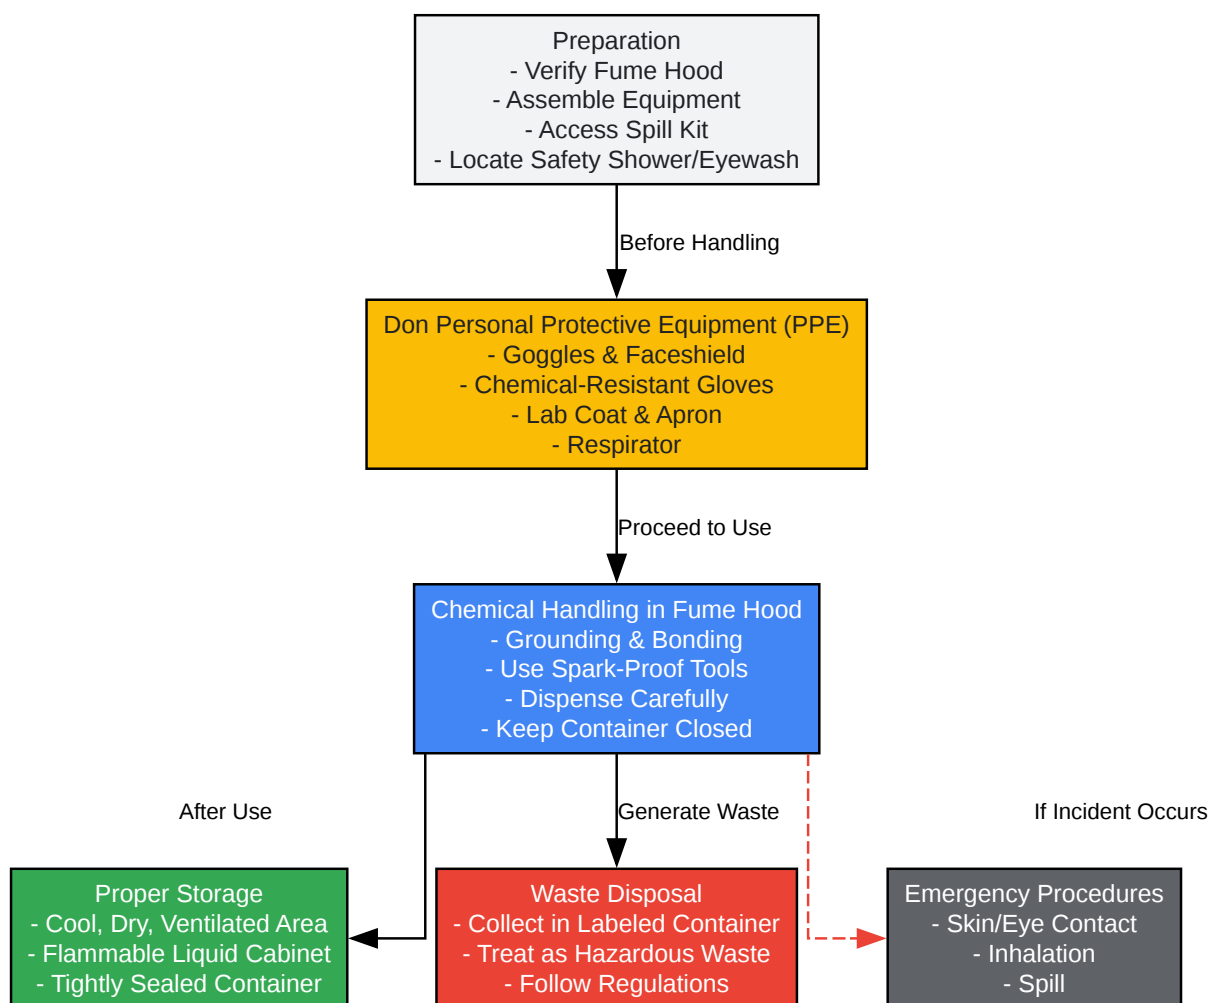 Preparation
- Verify Fume Hood
- Assemble Equipment
- Access Spill Kit
- Locate Safety Shower/Eyewash
Before Handling
Don Personal Protective Equipment (PPE)
- Goggles & Faceshield
- Chemical-Resistant Gloves
- Lab Coat & Apron
- Respirator
Proceed to Use
Chemical Handling in Fume Hood
- Grounding & Bonding
- Use Spark-Proof Tools
- Dispense Carefully
- Keep Container Closed
After Use
Generate Waste
If Incident Occurs
Proper Storage
- Cool, Dry, Ventilated Area
- Flammable Liquid Cabinet
- Tightly Sealed Container
Waste Disposal
- Collect in Labeled Container
- Treat as Hazardous Waste
- Follow Regulations
Emergency Procedures
- Skin/Eye Contact
- Inhalation
- Spill